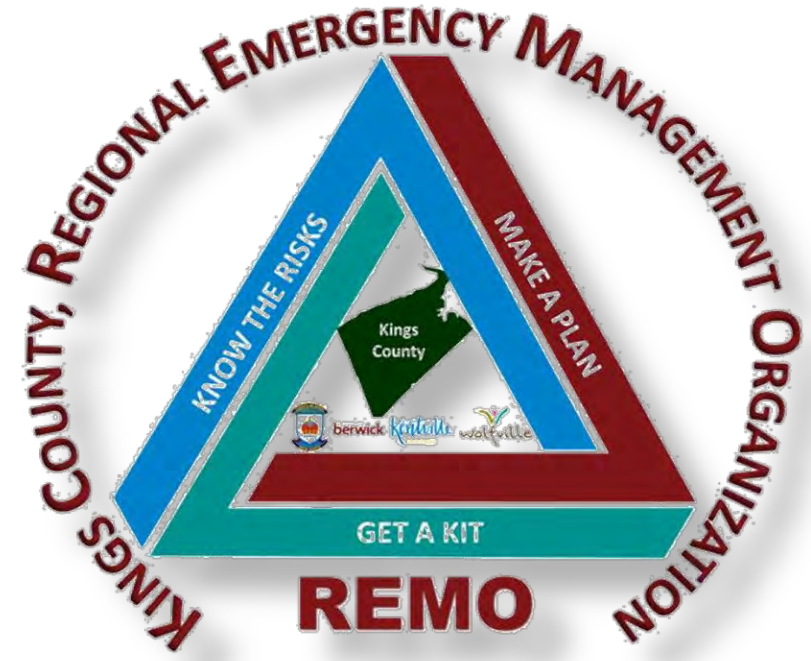 KINGS COUNTY, REGIONAL EMERGENCY MANAGEMENT ORGANIZATION
KNOW THE RISKS
MAKE A PLAN
Kings
County
berwick Kentville wolfville
GET A KIT
REMO